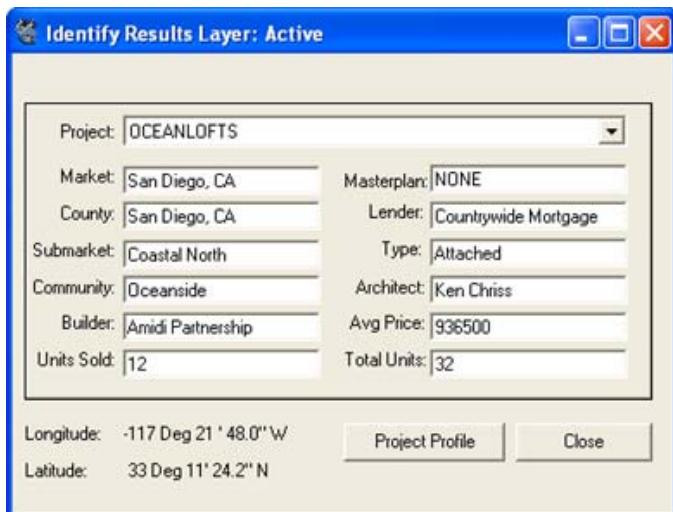 Identify Results Layer: Active
Project: OCEANLOFTS
Market: San Diego, CA Masterplan: NONE
County: San Diego, CA Lender: Countrywide Mortgage
Submarket: Coastal North Type: Attached
Community: Oceanside Architect: Ken Chriss
Builder: Amidi Partnership Avg Price: 936500
Units Sold: 12 Total Units: 32
Longitude: -117 Deg 21 ' 48.0'' W Project Profile Close
Latitude: 33 Deg 11' 24.2'' N